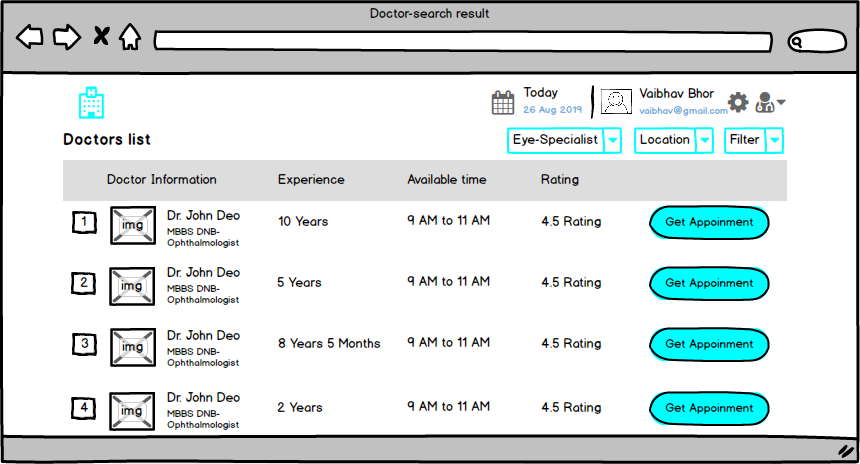 Doctor-search result
Today
26 Aug 2019
Vaibhav Bhor
vaibhav@gmail.com
Doctors list
Eye-Specialist
Location
Filter
Doctor Information Experience Available time Rating
1 img Dr. John Deo
MBBS DNB-
Ophthalmologist
10 Years 9 AM to 11 AM 4.5 Rating Get Appoinment
2 img Dr. John Deo
MBBS DNB-
Ophthalmologist
5 Years 9 AM to 11 AM 4.5 Rating Get Appoinment
3 img Dr. John Deo
MBBS DNB-
Ophthalmologist
8 Years 5 Months 9 AM to 11 AM 4.5 Rating Get Appoinment
4 img Dr. John Deo
MBBS DNB-
Ophthalmologist
2 Years 9 AM to 11 AM 4.5 Rating Get Appoinment